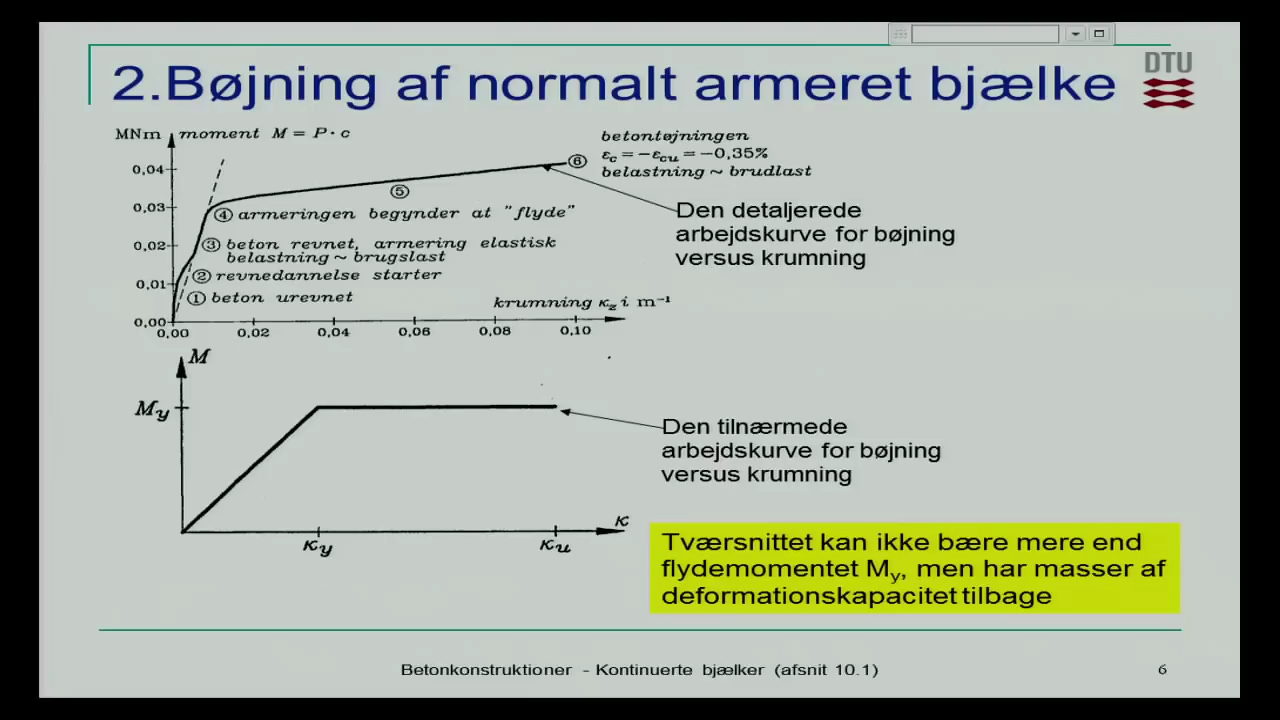 2.Bøjning af normalt armeret bjælke
DTU
MNm
moment M = P · c
0,04
0,03
0,02
0,01
0,00
0,00 0,02 0,04 0,06 0,08 0,10
① beton urevnet
② revnedannelse starter
③ beton revnet, armering elastisk
belastning ~ brugslast
④ armeringen begynder at "flyde"
⑤
⑥
betontøjningen
εc = −εcu = −0,35%
belastning ~ brudlast
krumning κz i m⁻¹
Den detaljerede
arbejdskurve for bøjning
versus krumning
M
My
κy
κu
κ
Den tilnærmede
arbejdskurve for bøjning
versus krumning
Tværsnittet kan ikke bære mere end
flydemomentet My, men har masser af
deformationskapacitet tilbage
Betonkonstruktioner - Kontinuerte bjælker (afsnit 10.1)
6